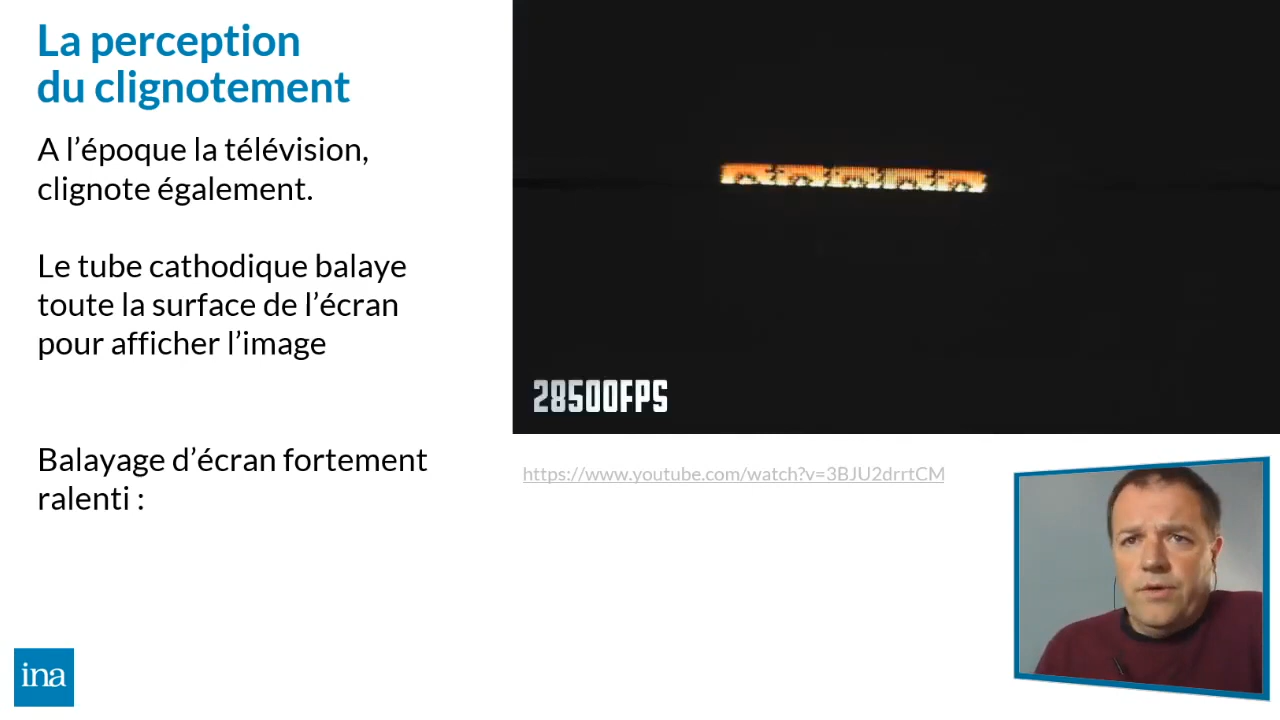 La perception
du clignotement
A l’époque la télévision,
clignote également.
Le tube cathodique balaye
toute la surface de l’écran
pour afficher l’image
Balayage d’écran fortement
ralenti :
28500FPS
https://www.youtube.com/watch?v=3BJU2drrtCM
ina